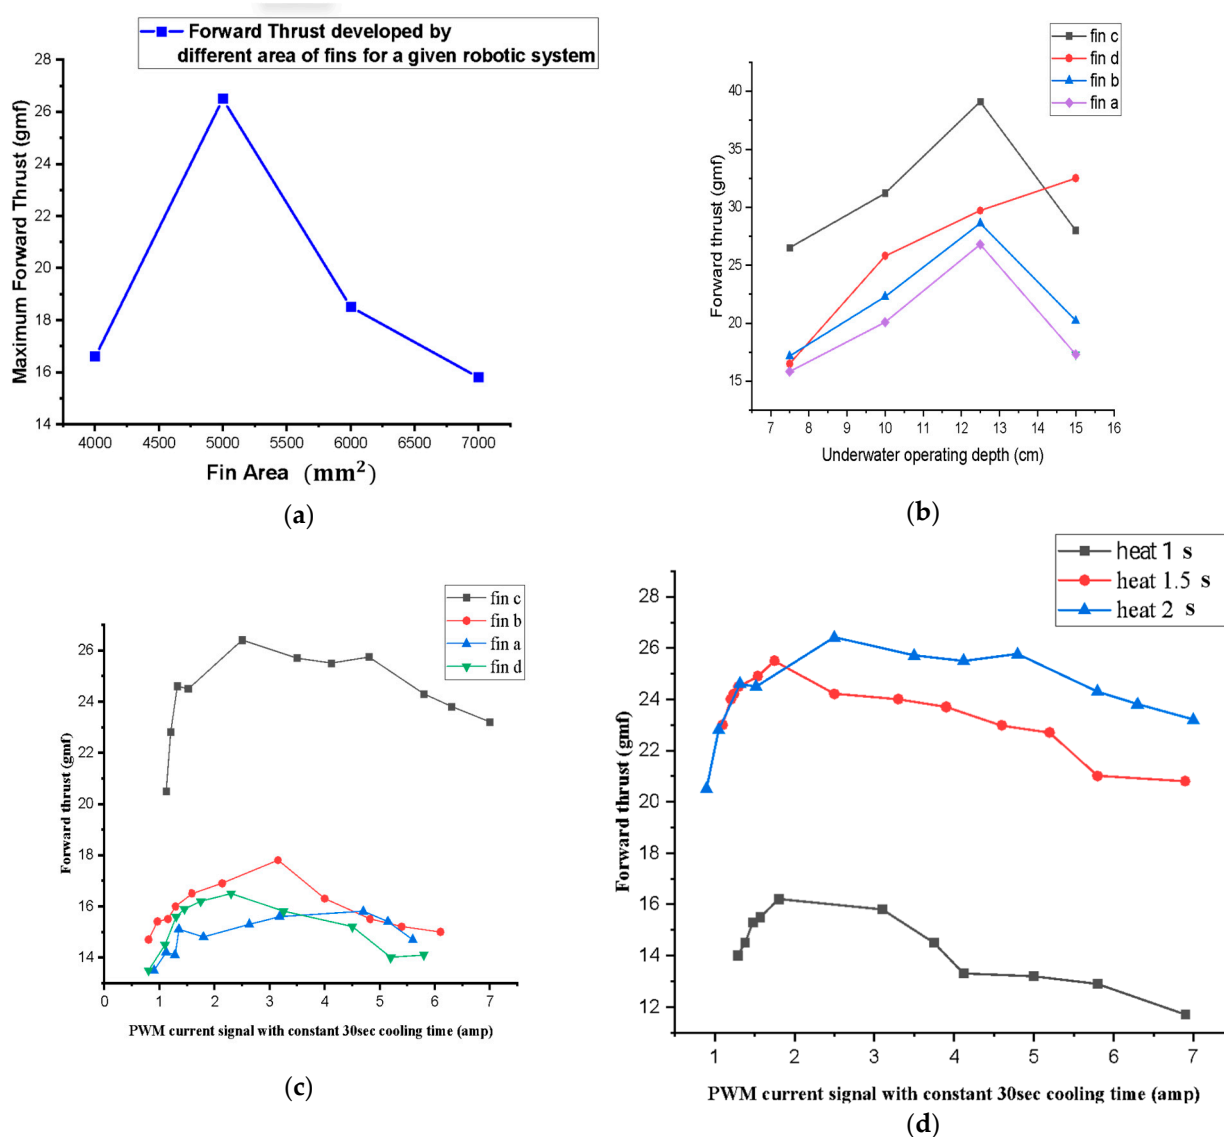 Forward Thrust developed by
different area of fins for a given robotic system
28
26
24
22
20
18
16
14
Maximum Forward Thrust (gmf)
4000 4500 5000 5500 6000 6500 7000
Fin Area (mm²)
(a)
fin c
fin d
fin b
fin a
40
35
30
25
20
15
Forward thrust (gmf)
7 8 9 10 11 12 13 14 15 16
Underwater operating depth (cm)
(b)
fin c
fin b
fin a
fin d
26
24
22
20
18
16
14
Forward thrust (gmf)
0 1 2 3 4 5 6 7
PWM current signal with constant 30sec cooling time (amp)
(c)
heat 1 s
heat 1.5 s
heat 2 s
28
26
24
22
20
18
16
14
12
Forward thrust (gmf)
1 2 3 4 5 6 7
PWM current signal with constant 30sec cooling time (amp)
(d)